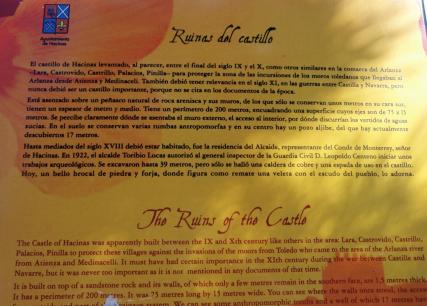 Ayuntamiento
de Hacinas
Ruinas del castillo
El castillo de Hacinas levantado, al parecer, entre el final del siglo IX y el X, como otros similares en la comarca del Arlanza
-Lara, Castrovido, Castrillo, Palacios, Pinilla- para proteger la zona de las incursiones de los moros toledanos que llegaban al
Arlanza desde Atienza y Medinaceli. También debió tener relevancia en el siglo XI, en las guerras entre Castilla y Navarra, pero
nunca debió ser un castillo importante, porque no se cita en los documentos de la época.
Está asentado sobre un peñasco natural de roca arenisca y sus muros, de los que sólo se conservan unos metros en su cara sur,
tienen un espesor de metro y medio. Tiene un perímetro de 200 metros, encuadrando una superficie cuyos ejes son de 75 x 15
metros. Se percibe claramente dónde se asentaba el muro externo, el acceso al interior, por dónde discurrían los vertidos de aguas
sucias. En el suelo se conservan varias tumbas antropomorfas y en su centro hay un pozo aljibe, del que hay actualmente
descubiertos 17 metros.
Hasta mediados del siglo XVIII debió estar habitado, fue la residencia del Alcaide, representante del Conde de Monterrey, señor
de Hacinas. En 1922, el alcalde Toribio Lucas autorizó al general inspector de la Guardia Civil D. Leopoldo Centeno iniciar unos
trabajos arqueológicos. Se excavaron hasta 39 metros, pero sólo se halló una caldera de cobre y una espada de uso en el castillo.
Hoy, un bello brocal de piedra y forja, donde figura como remate una veleta con el escudo del pueblo, lo adorna.
The Ruins of the Castle
The Castle of Hacinas was apparently built between the IX and Xth century like others in the area: Lara, Castrovido, Castrillo,
Palacios, Pinilla to protect these villages against the invasions of the moors from Toledo who came to the area of the Arlanza river
from Atienza and Medinacelli. It must have had certain importance in the XIth century during the war between Castille and
Navarre, but it was never too important as it is not mentioned in any documents of that time.
It is built on top of a sandstone rock and its walls, of which only a few metres remain in the southern face, are 1,5 metres thick.
It has a perimeter of 200 metres. It was 75 metres long by 15 metres wide. You can see where the walls once stood, the access
We can see some anthropomorphic tombs and a well of which 17 metres